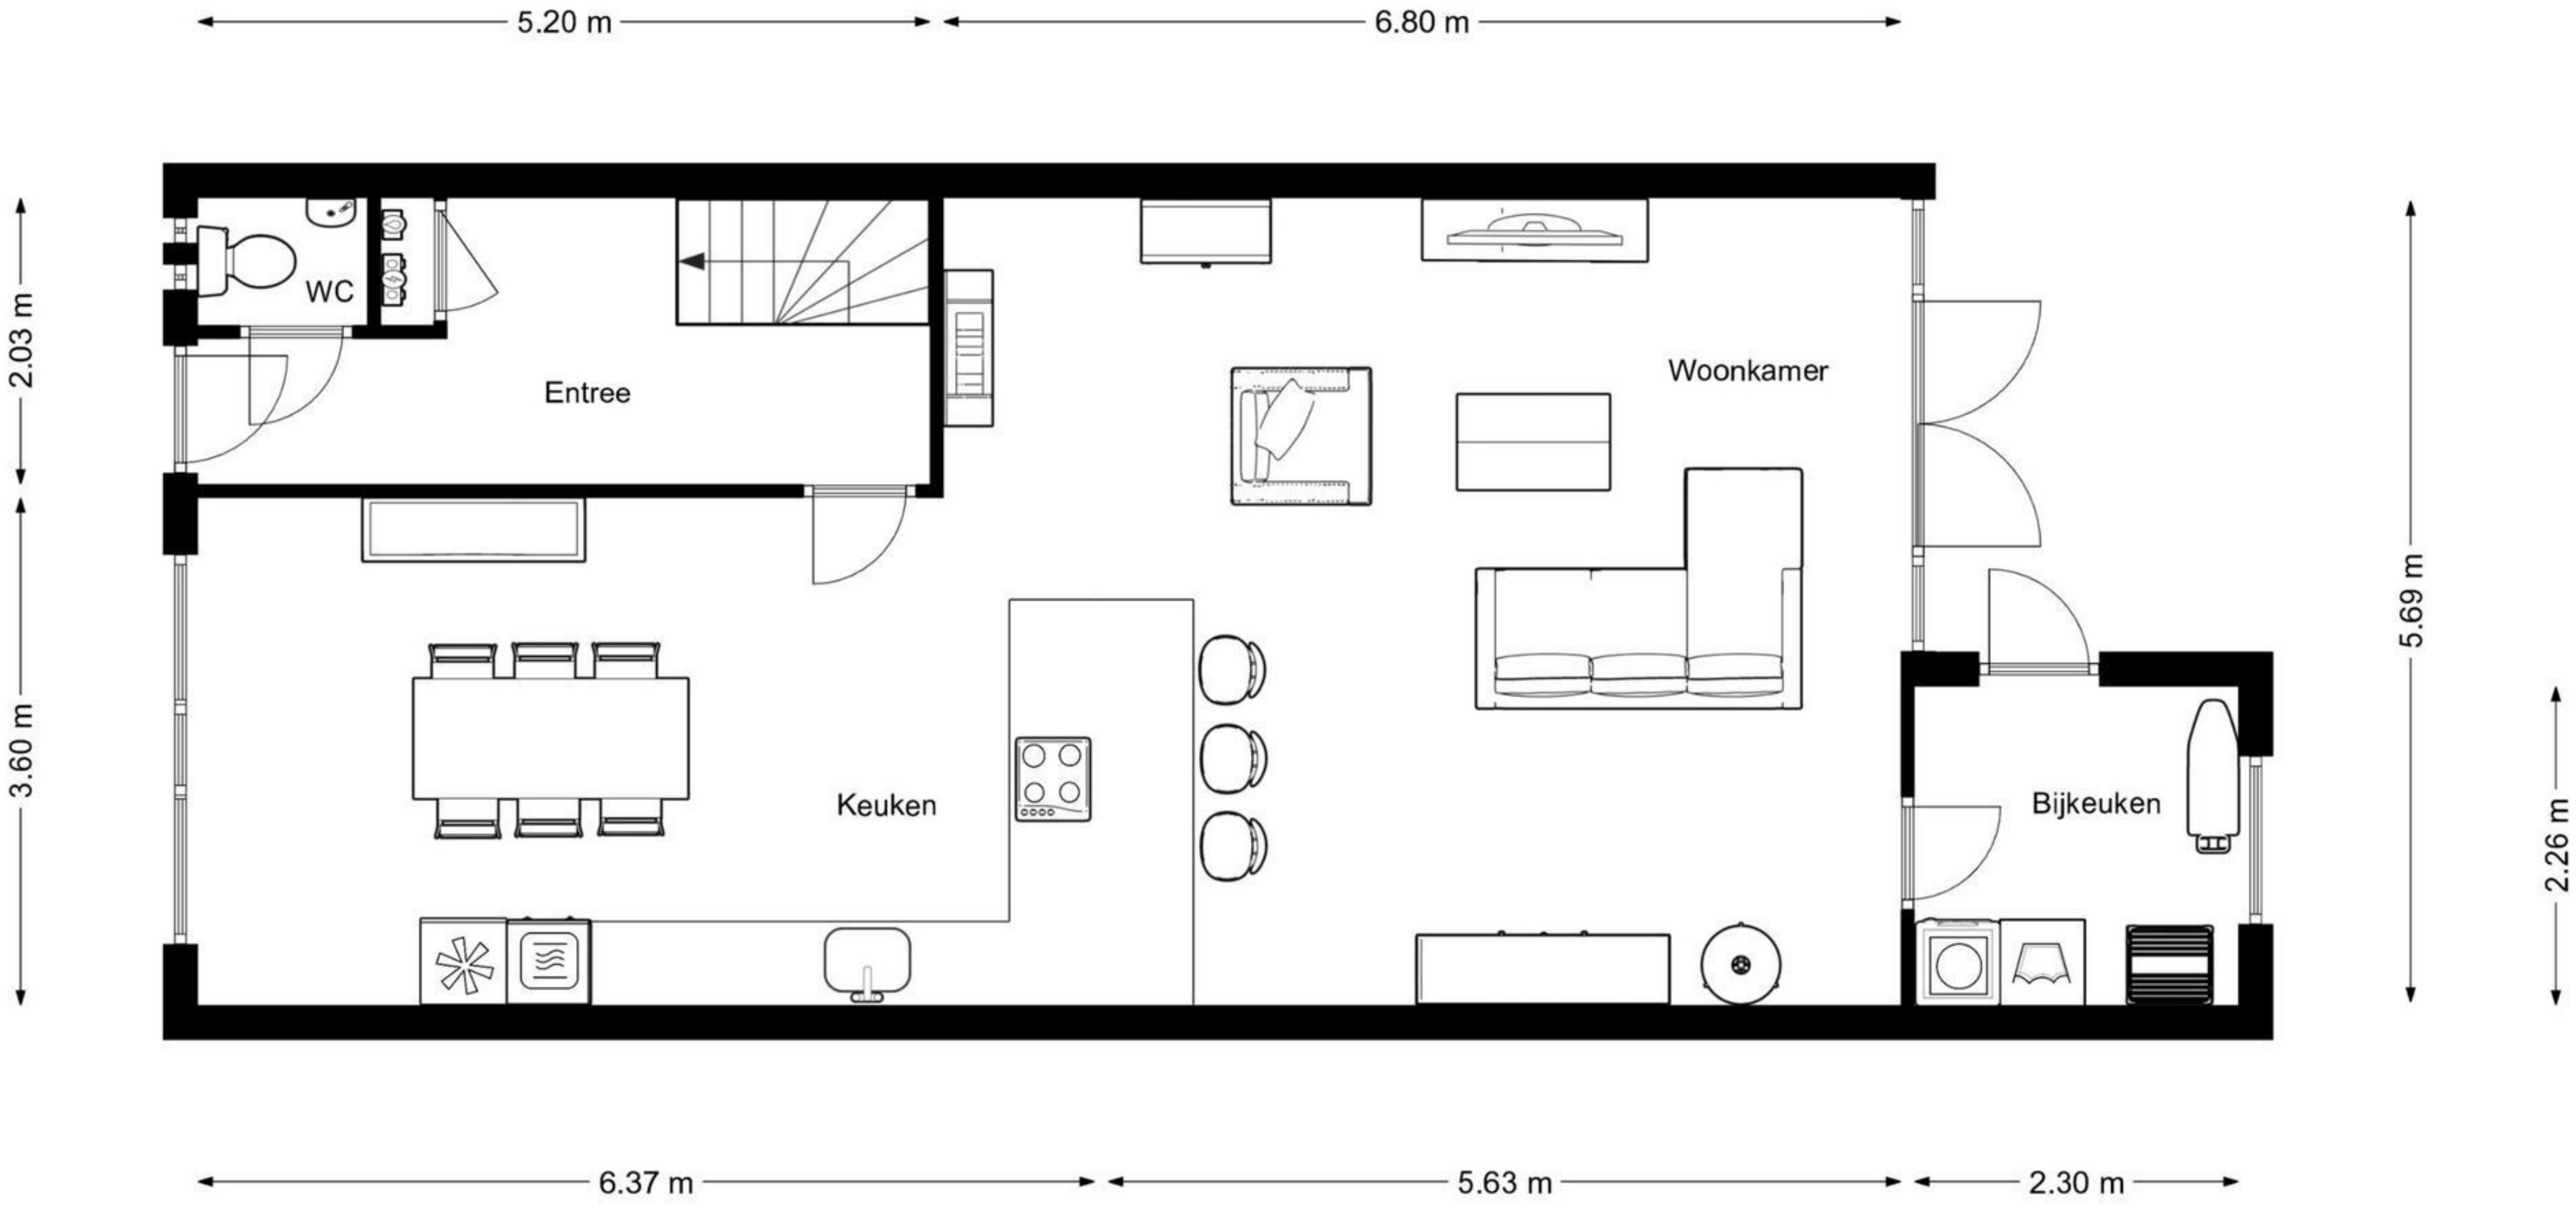 5.20 m
6.80 m
WC
Entree
Woonkamer
2.03 m
5.69 m
3.60 m
Keuken
Bijkeuken
2.26 m
6.37 m
5.63 m
2.30 m